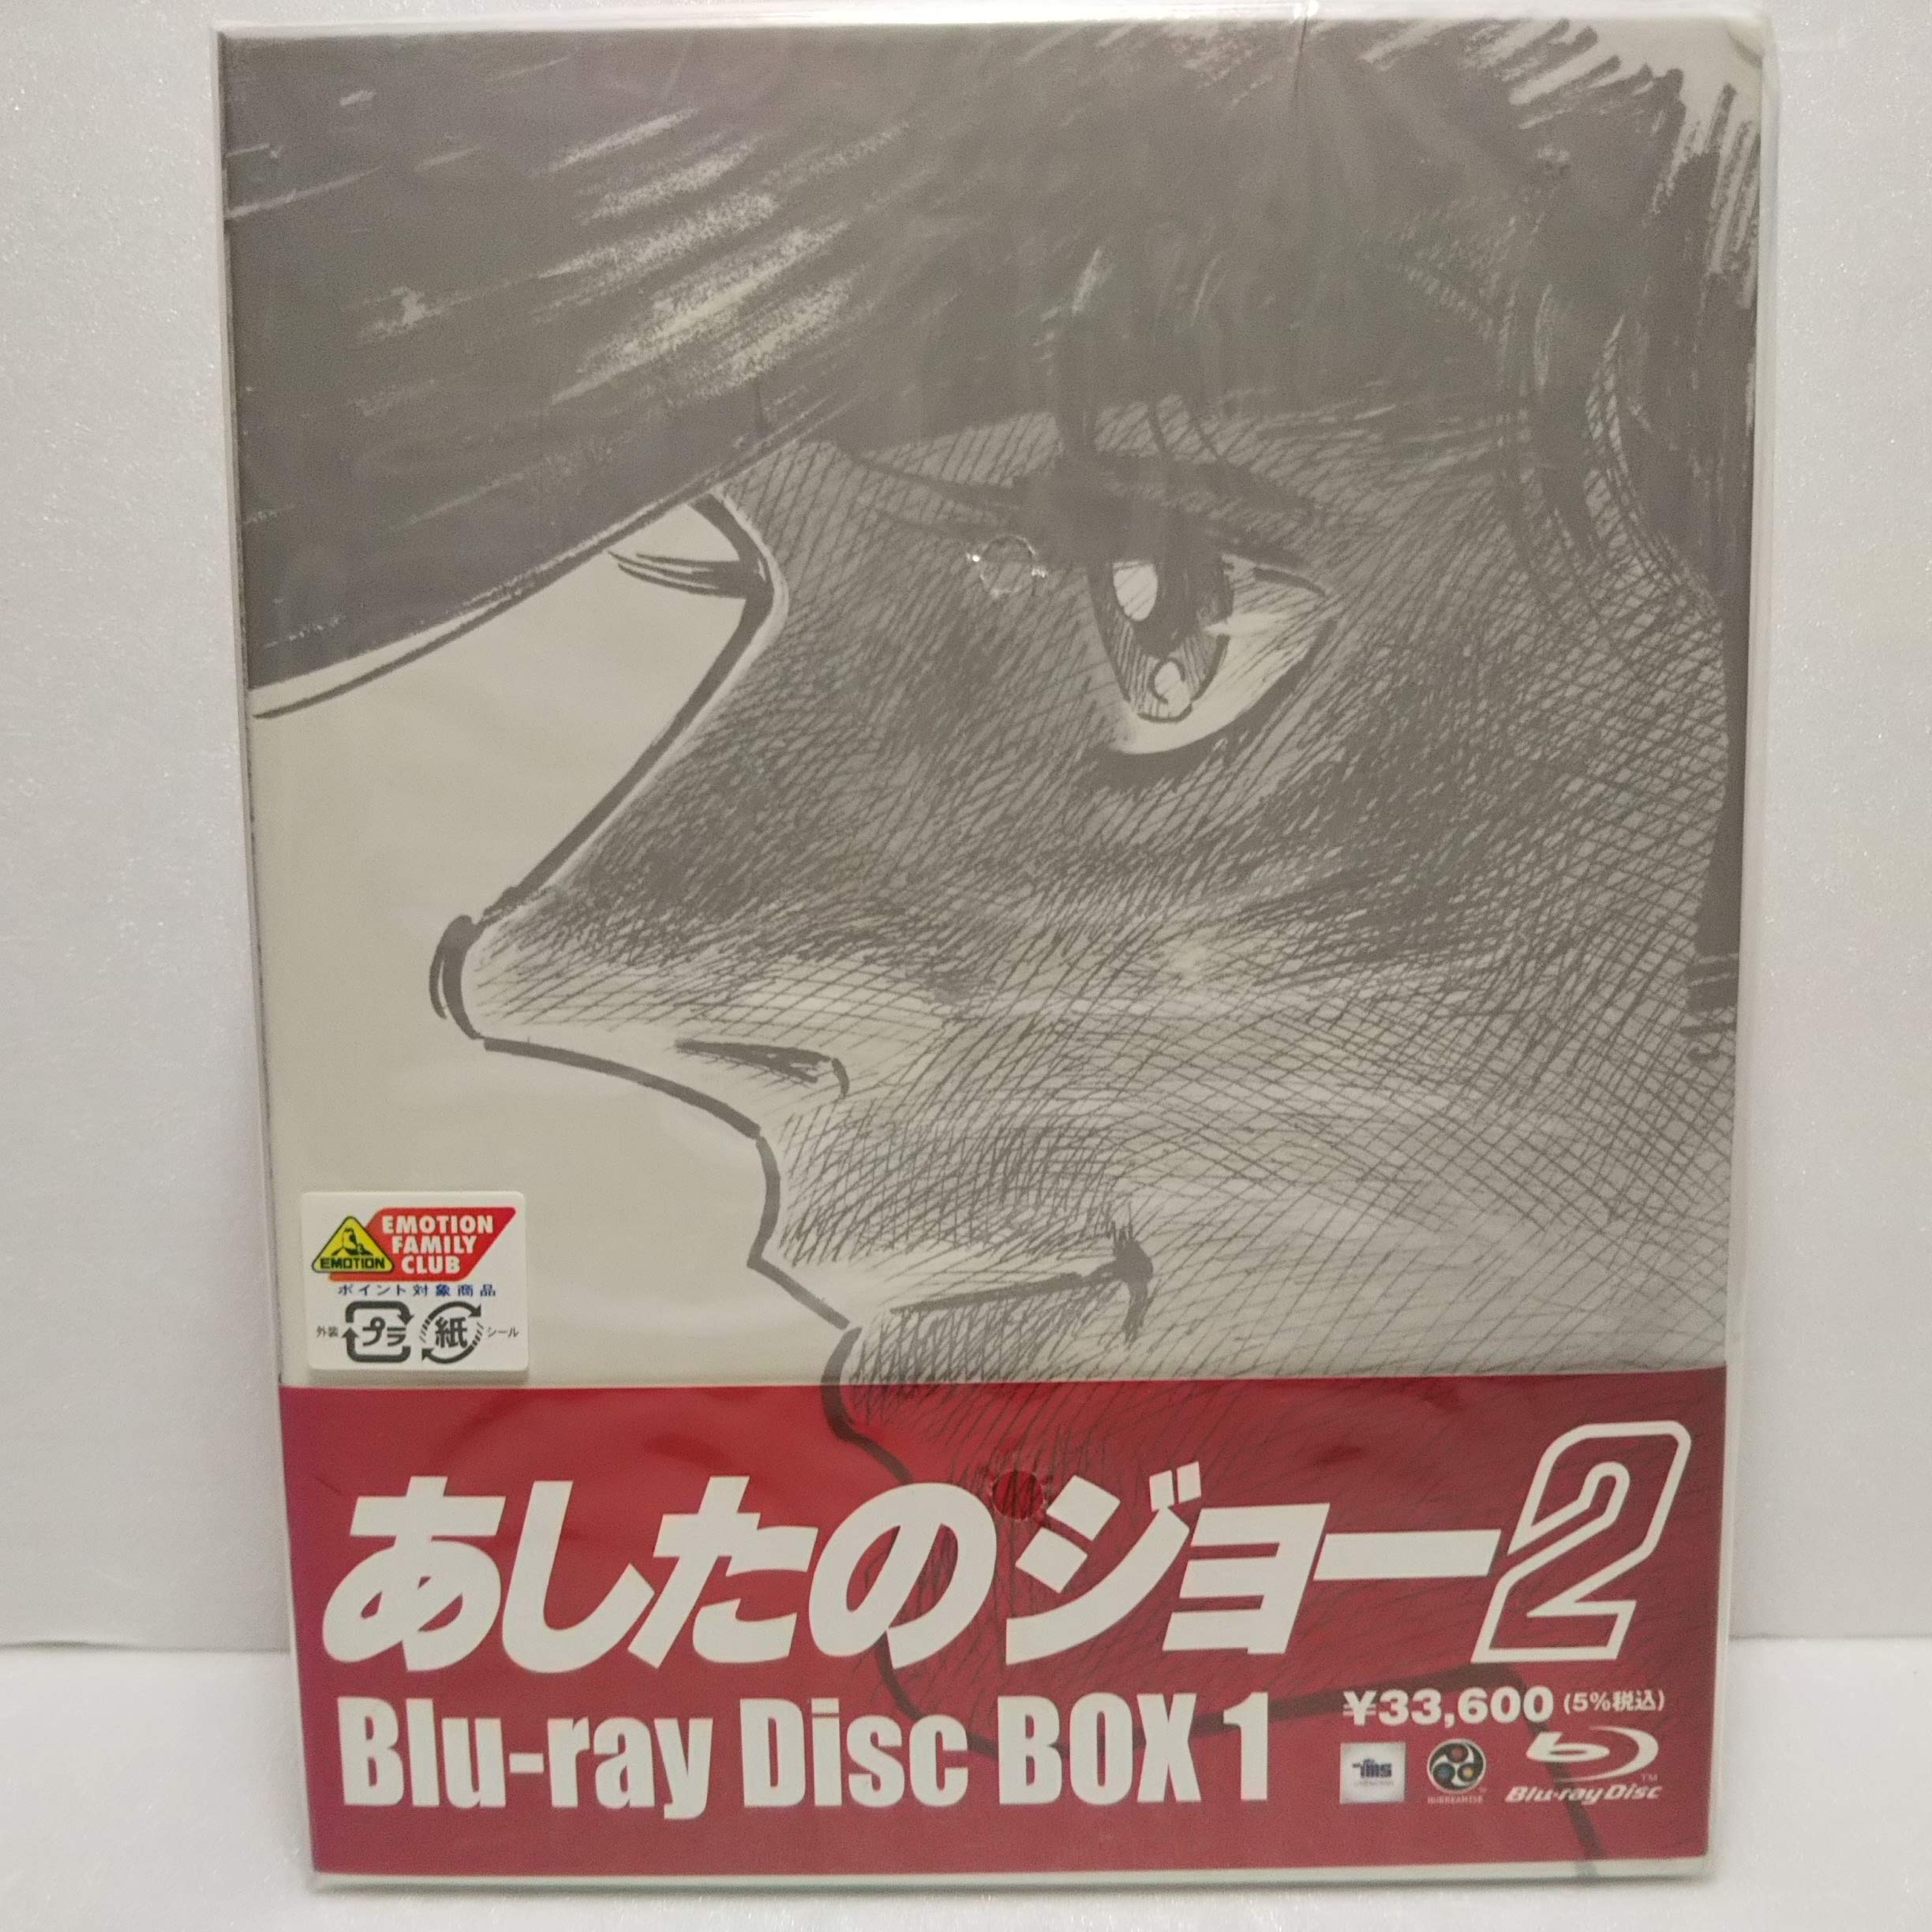 EMOTION
FAMILY
CLUB
EMOTION
ポイント対象商品
外装 プラ 紙 シール
あしたのジョー2
Blu-ray Disc BOX 1
¥33,600 (5%税込)
tms
Blu-ray Disc TM